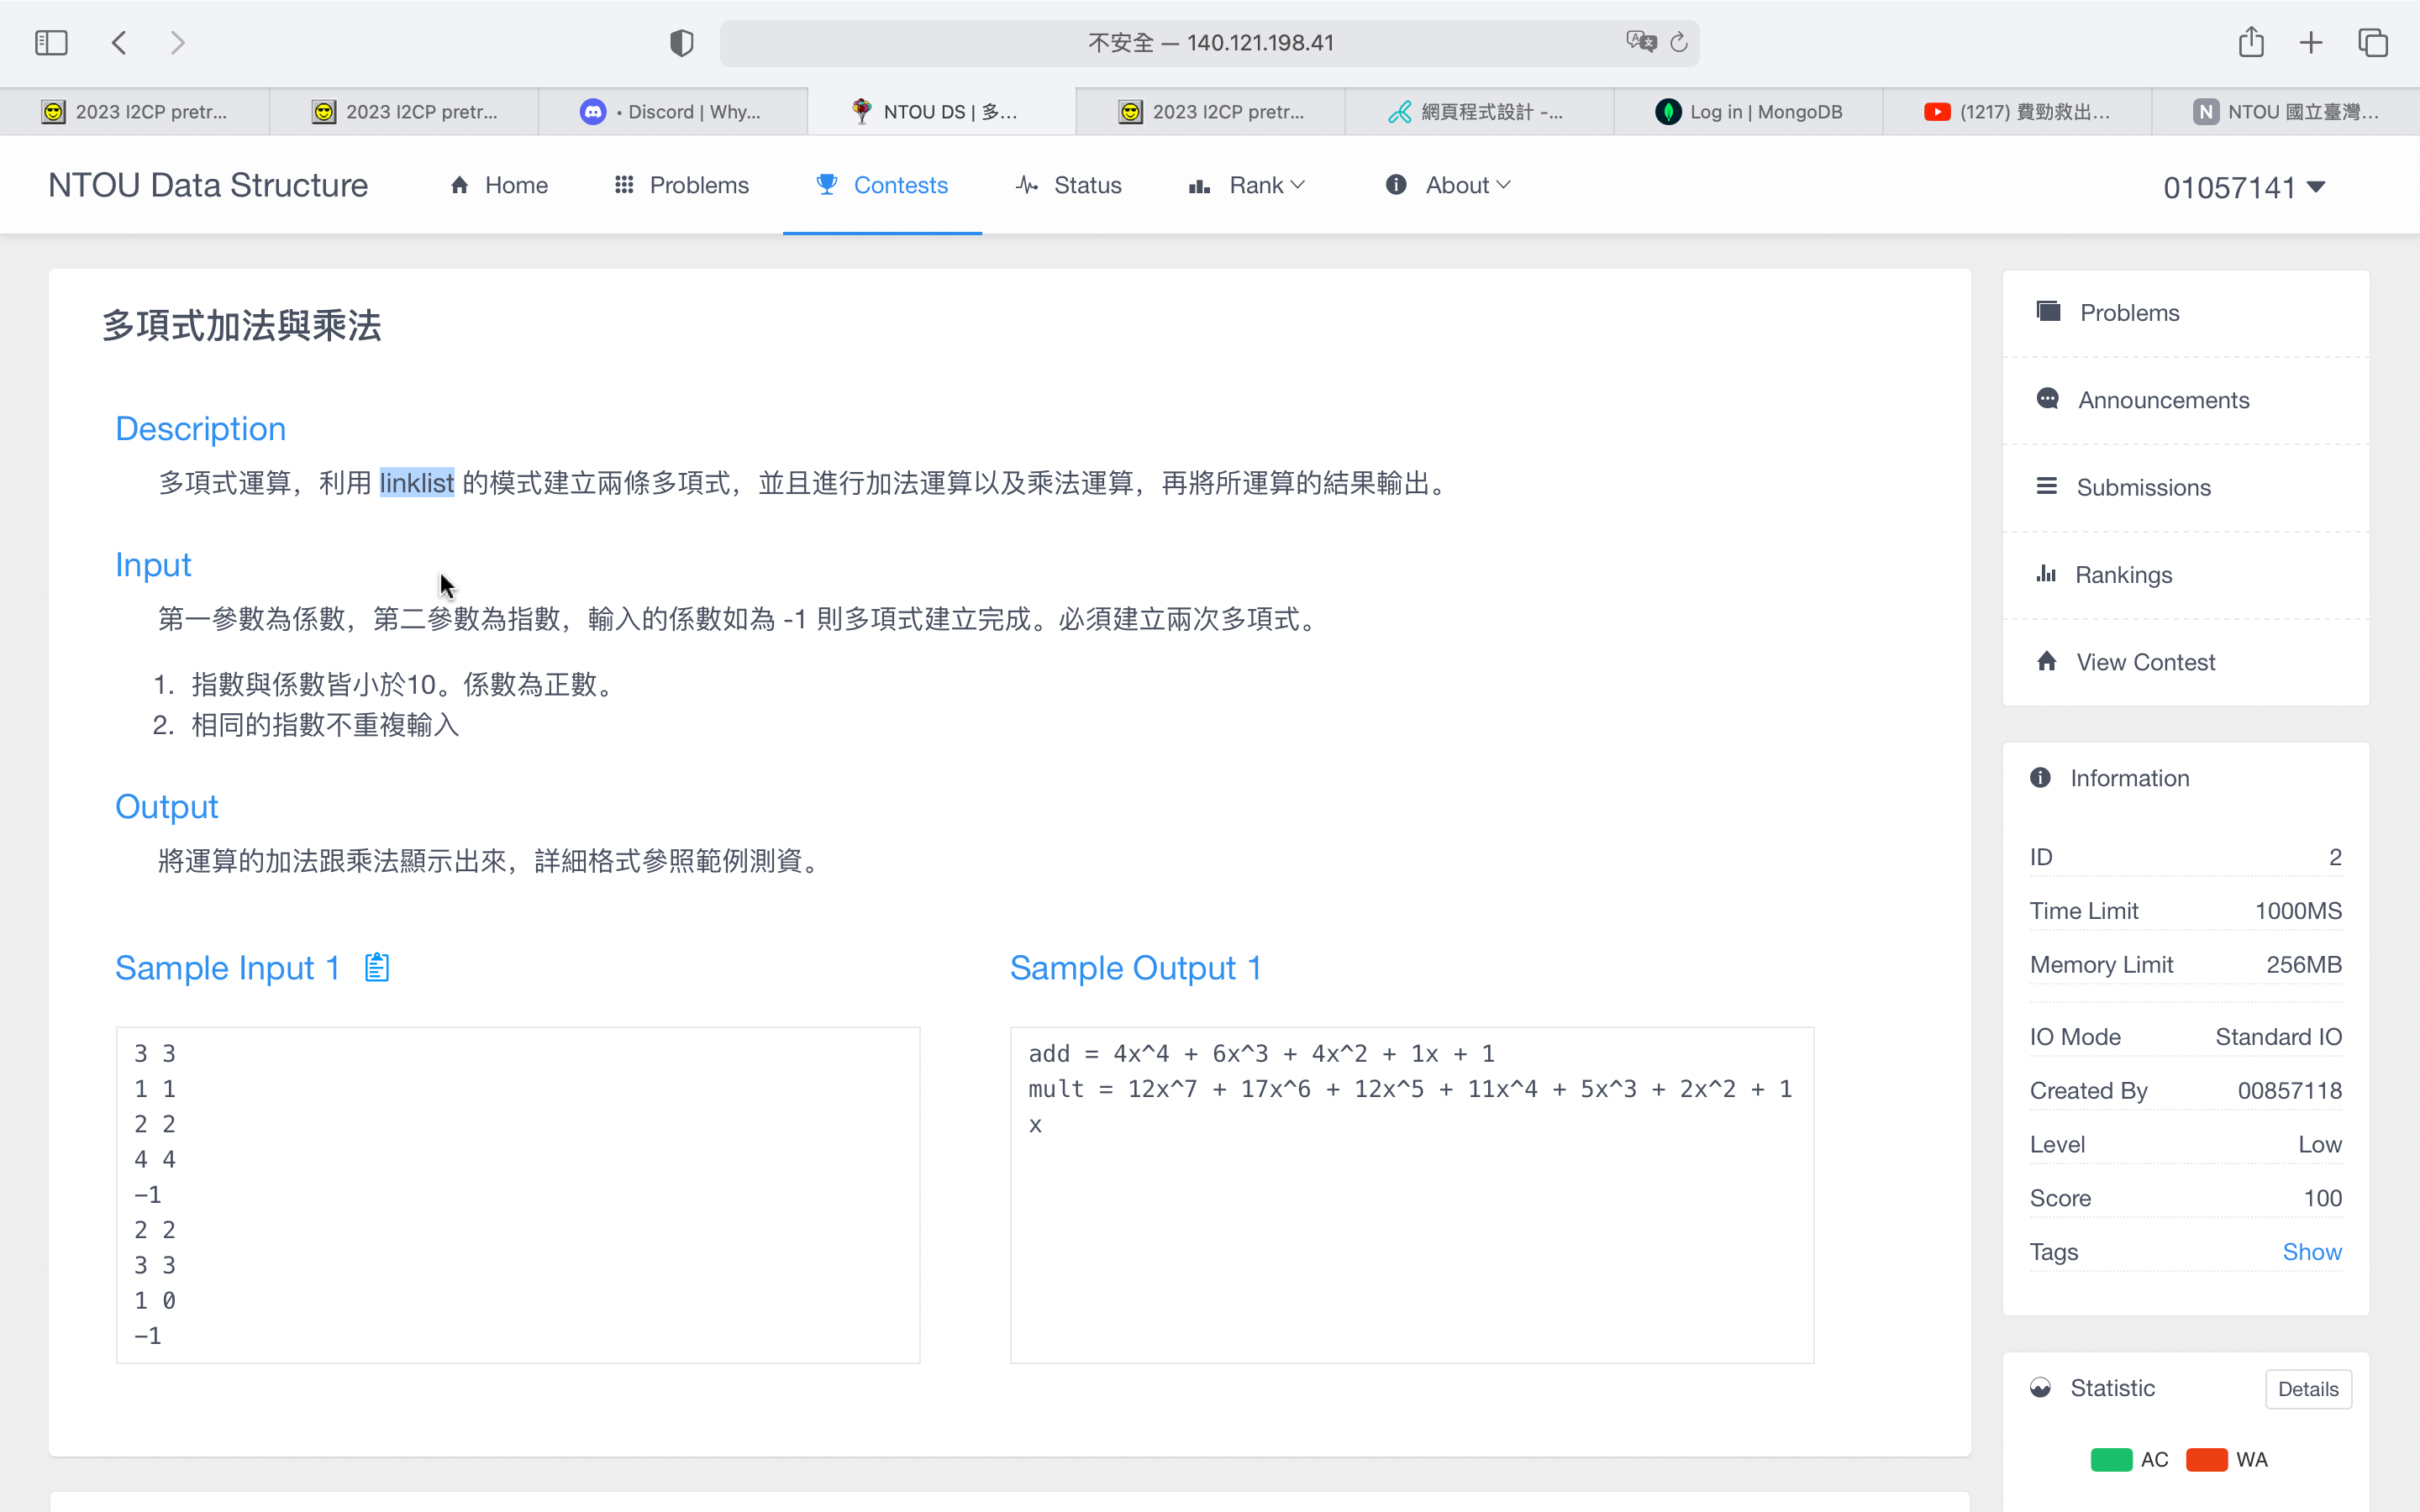 不安全 — 140.121.198.41
2023 I2CP pretr...
2023 I2CP pretr...
• Discord | Why...
NTOU DS | 多...
2023 I2CP pretr...
網頁程式設計 -...
Log in | MongoDB
(1217) 費勁救出...
N NTOU 國立臺灣...
NTOU Data Structure
Home
Problems
Contests
Status
Rank
About
01057141
多項式加法與乘法
Description
多項式運算，利用 linklist 的模式建立兩條多項式，並且進行加法運算以及乘法運算，再將所運算的結果輸出。
Input
第一參數為係數，第二參數為指數，輸入的係數如為 -1 則多項式建立完成。必須建立兩次多項式。
1. 指數與係數皆小於10。係數為正數。
2. 相同的指數不重複輸入
Output
將運算的加法跟乘法顯示出來，詳細格式參照範例測資。
Sample Input 1
3 3
1 1
2 2
4 4
-1
2 2
3 3
1 0
-1
Sample Output 1
add = 4x^4 + 6x^3 + 4x^2 + 1x + 1
mult = 12x^7 + 17x^6 + 12x^5 + 11x^4 + 5x^3 + 2x^2 + 1
x
Problems
Announcements
Submissions
Rankings
View Contest
Information
ID 2
Time Limit 1000MS
Memory Limit 256MB
IO Mode Standard IO
Created By 00857118
Level Low
Score 100
Tags Show
Statistic Details
AC WA